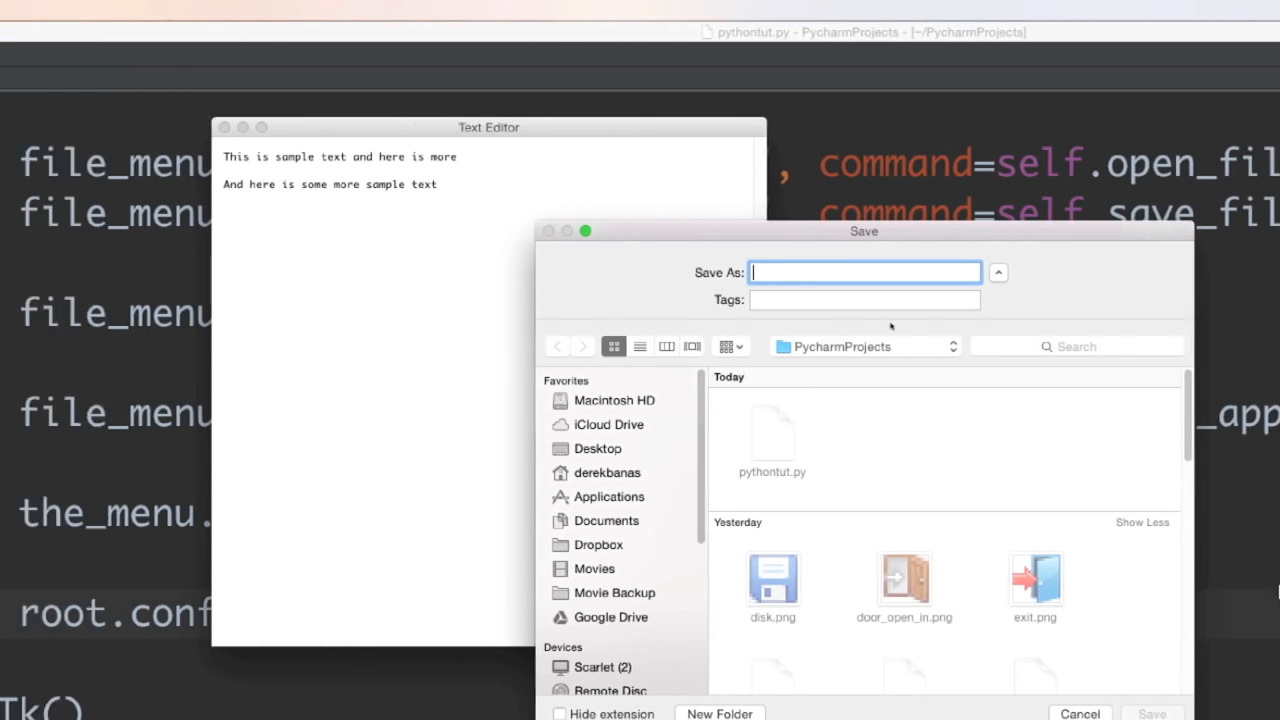 pythontut.py - PycharmProjects - [~/PycharmProjects]
Text Editor
This is sample text and here is more
And here is some more sample text
file_menu
, command=self.open_fil
file_menu
command=self.save_fil
file_menu
file_menu
_app
the_menu.
root.conf
Tk()
Save
Save As:
Tags:
PycharmProjects
Search
Favorites
Macintosh HD
iCloud Drive
Desktop
derekbanas
Applications
Documents
Dropbox
Movies
Movie Backup
Google Drive
Devices
Scarlet (2)
Remote Disc
Today
pythontut.py
Yesterday
Show Less
disk.png
door_open_in.png
exit.png
Hide extension
New Folder
Cancel
Save